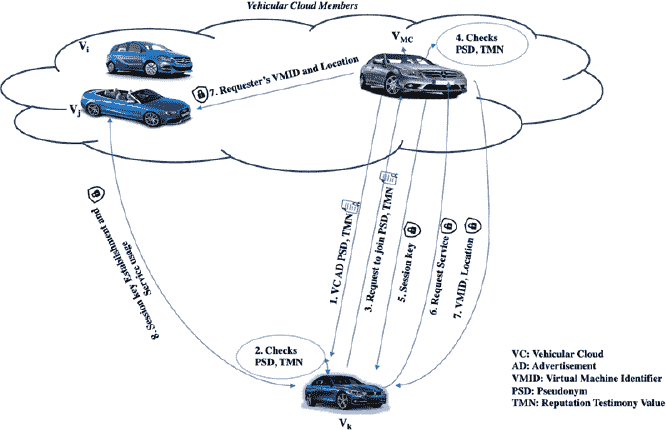 Vehicular Cloud Members
Vi
Vj
VMC
4. Checks
PSD, TMN
7. Requester's VMID and Location
1. VC AD PSD, TMN
3. Request to join PSD, TMN
5. Session key
6. Request Service
7. VMID, Location
8. Session key Establishment and
Service usage
2. Checks
PSD, TMN
Vk
VC: Vehicular Cloud
AD: Advertisement
VMID: Virtual Machine Identifier
PSD: Pseudonym
TMN: Reputation Testimony Value